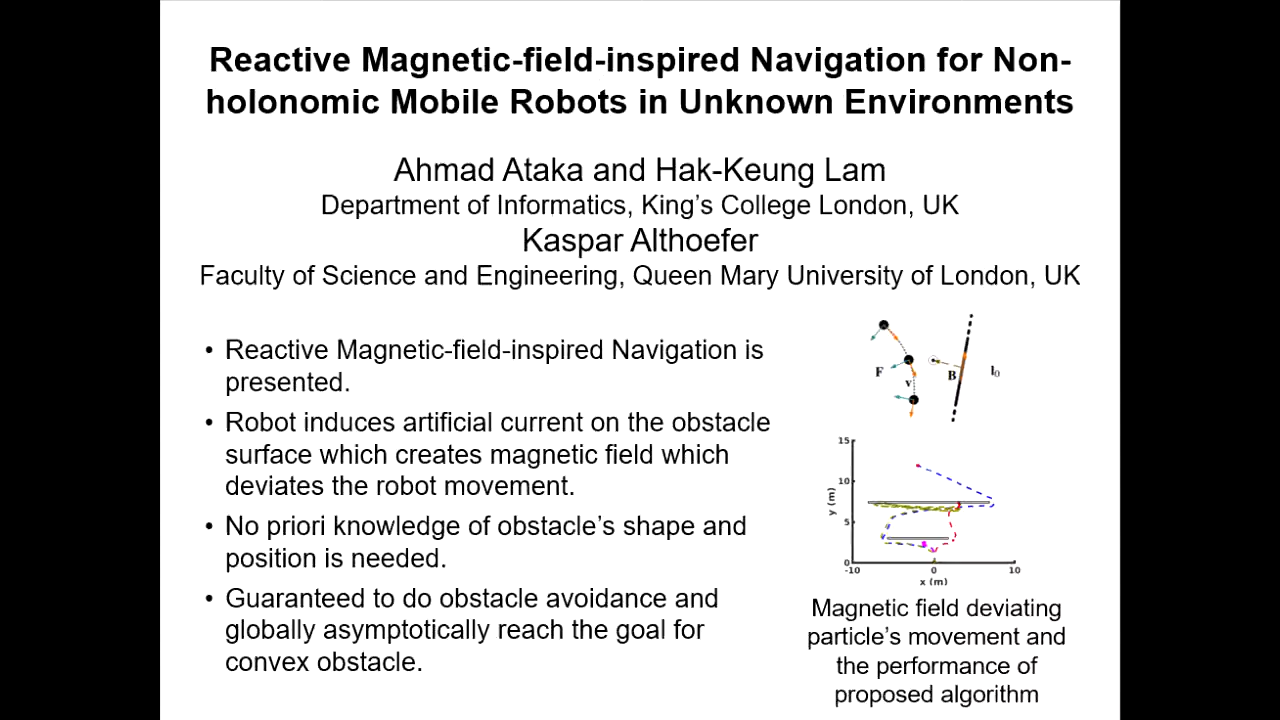 Reactive Magnetic-field-inspired Navigation for Non-
holonomic Mobile Robots in Unknown Environments
Ahmad Ataka and Hak-Keung Lam
Department of Informatics, King's College London, UK
Kaspar Althoefer
Faculty of Science and Engineering, Queen Mary University of London, UK
• Reactive Magnetic-field-inspired Navigation is
presented.
• Robot induces artificial current on the obstacle
surface which creates magnetic field which
deviates the robot movement.
• No priori knowledge of obstacle's shape and
position is needed.
• Guaranteed to do obstacle avoidance and
globally asymptotically reach the goal for
convex obstacle.
F
v
B
l₀
15
10
5
0
y (m)
-10 0 10
x (m)
Magnetic field deviating
particle's movement and
the performance of
proposed algorithm